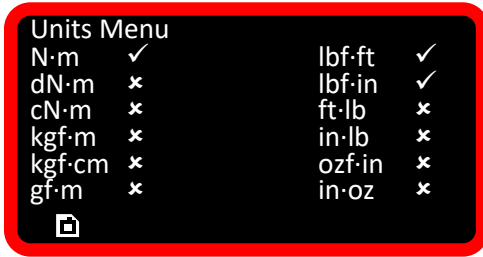 Units Menu
N·m ✓ lbf·ft ✓
dN·m × lbf·in ✓
cN·m × ft·lb ×
kgf·m × in·lb ×
kgf·cm × ozf·in ×
gf·m × in·oz ×